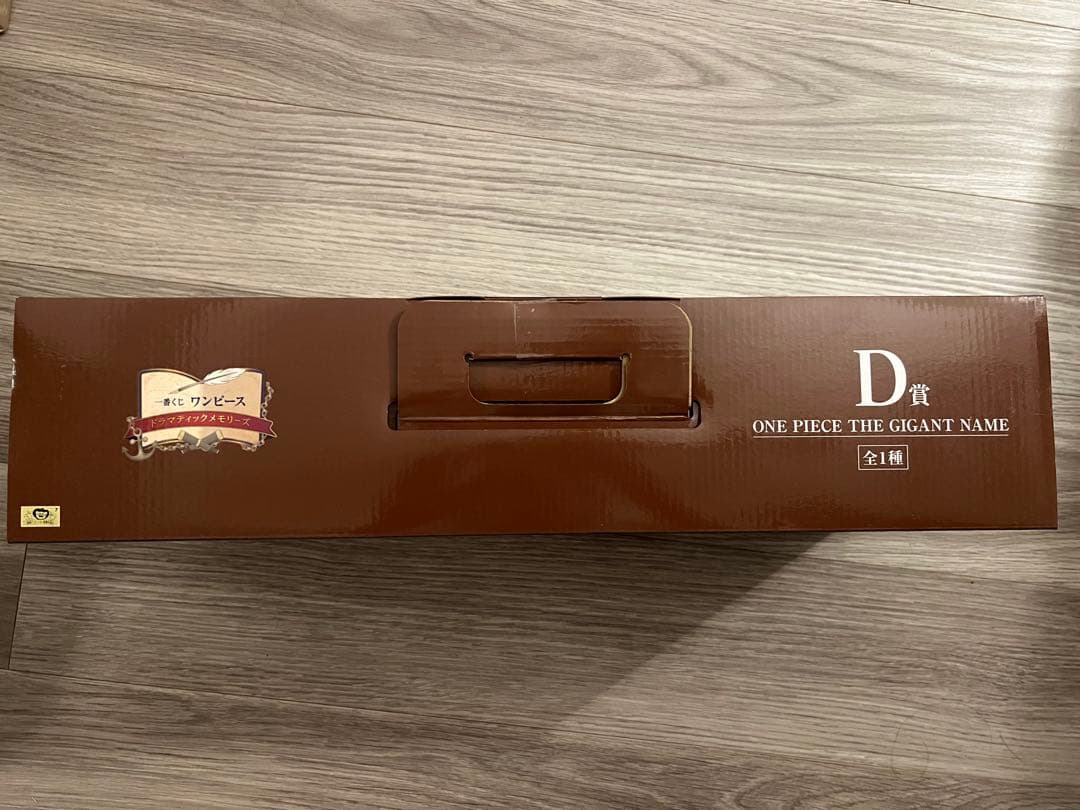 一番くじ ワンピース
ドラマティックメモリーズ
D賞
ONE PIECE THE GIGANT NAME
全1種